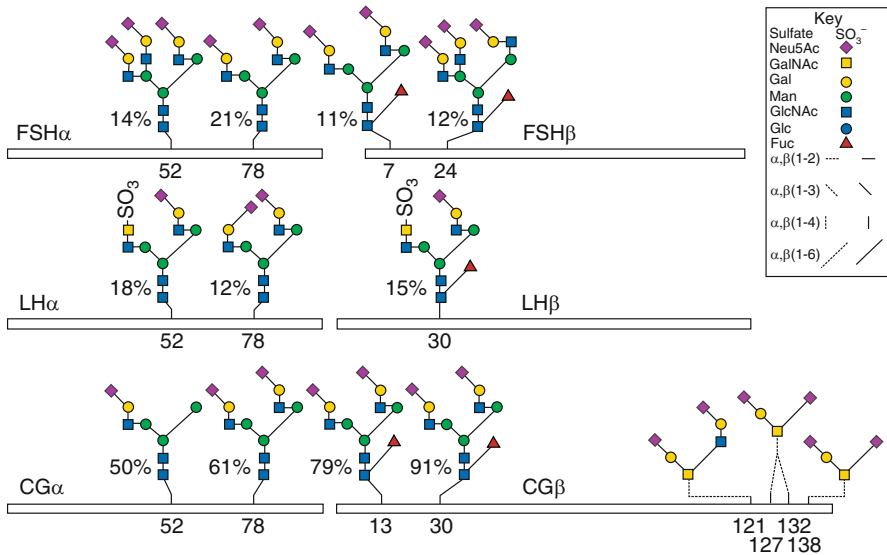 Key
Sulfate SO₃⁻
Neu5Ac
GalNAc
Gal
Man
GlcNAc
Glc
Fuc
α,β(1-2)
α,β(1-3)
α,β(1-4)
α,β(1-6)
14% 21% 11% 12%
FSHα FSHβ
52 78 7 24
SO₃ SO₃
18% 12% 15%
LHα LHβ
52 78 30
50% 61% 79% 91%
CGα CGβ
52 78 13 30 121 132
127 138